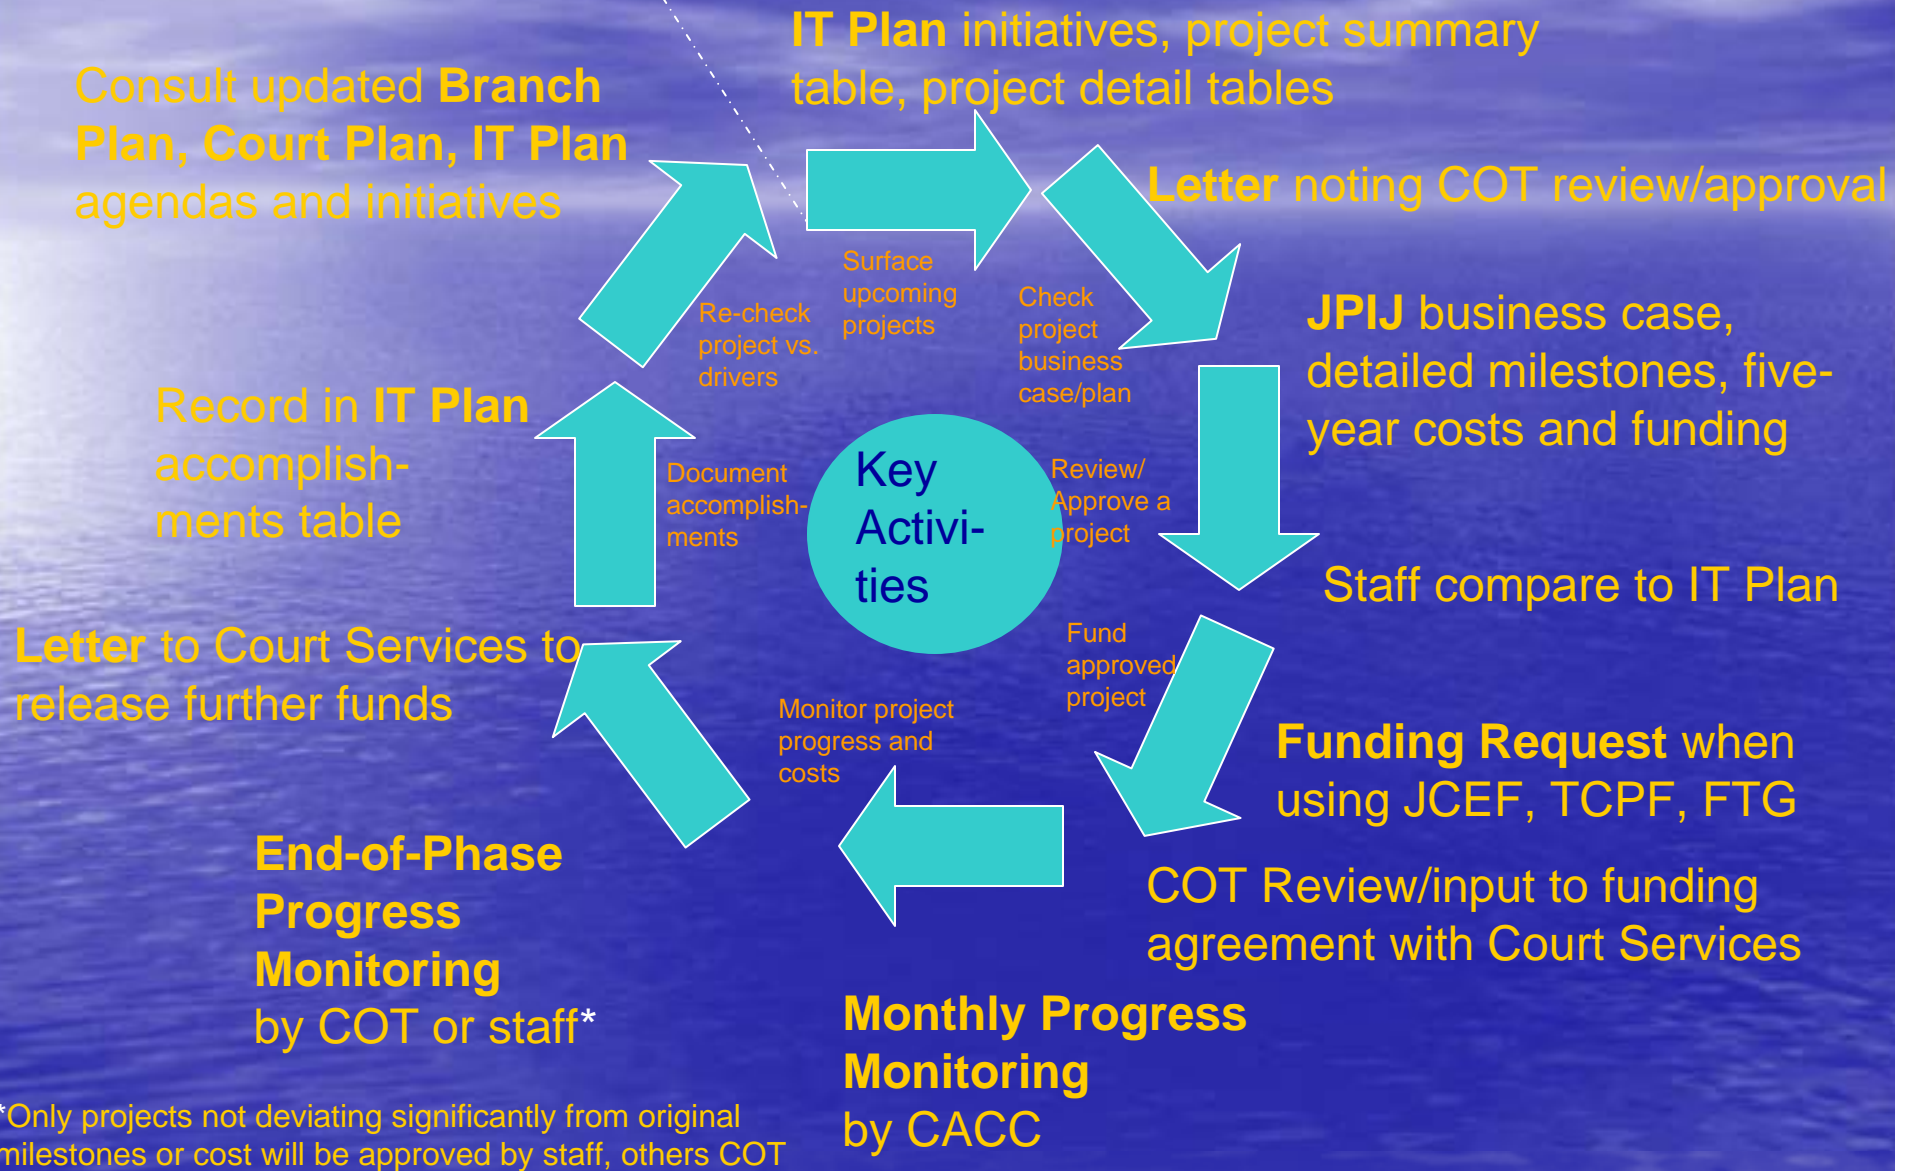 IT Plan initiatives, project summary
table, project detail tables
Consult updated Branch
Plan, Court Plan, IT Plan
agendas and initiatives
Letter noting COT review/approval
JPIJ business case,
detailed milestones, five-
year costs and funding
Staff compare to IT Plan
Funding Request when
using JCEF, TCPF, FTG
COT Review/input to funding
agreement with Court Services
Monthly Progress
Monitoring
by CACC
End-of-Phase
Progress
Monitoring
by COT or staff*
Letter to Court Services to
release further funds
Record in IT Plan
accomplish-
ments table
Surface
upcoming
projects
Check
project
business
case/plan
Review/
Approve a
project
Fund
approved
project
Monitor project
progress and
costs
Document
accomplish-
ments
Re-check
project vs.
drivers
Key
Activi-
ties
*Only projects not deviating significantly from original
milestones or cost will be approved by staff, others COT